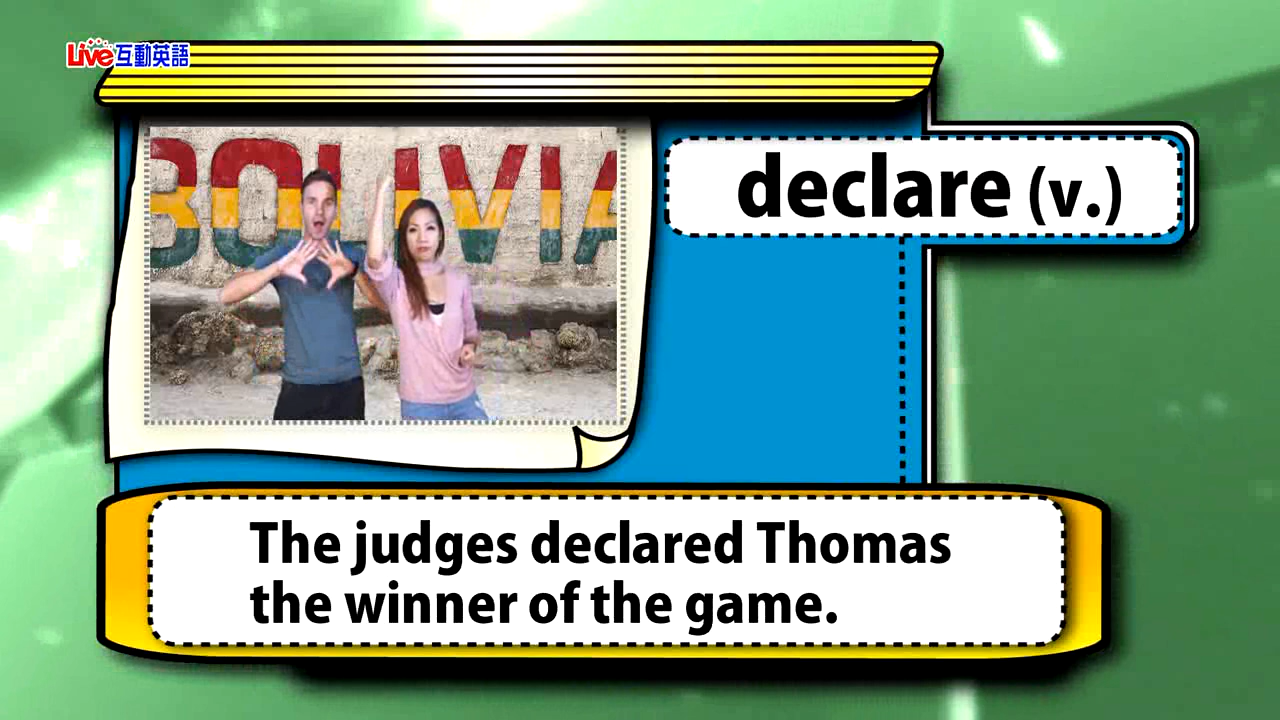 Live互動英語
BOLIVIA
declare (v.)
The judges declared Thomas
the winner of the game.